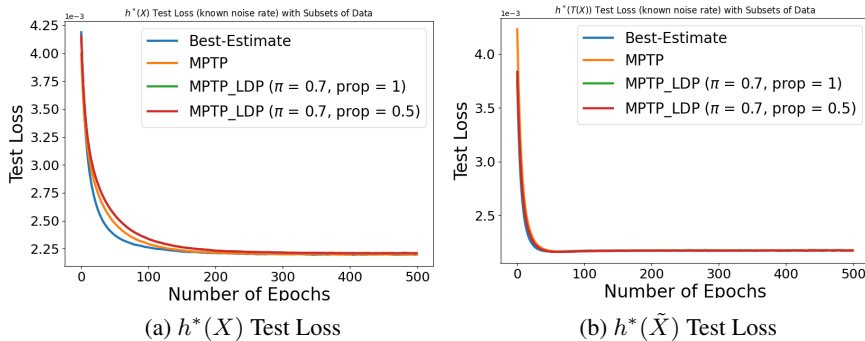 h*(X) Test Loss (known noise rate) with Subsets of Data
1e−3
4.25
4.00
3.75
3.50
3.25
3.00
2.75
2.50
2.25
Test Loss
Best-Estimate
MPTP
MPTP_LDP (π = 0.7, prop = 1)
MPTP_LDP (π = 0.7, prop = 0.5)
0 100 200 300 400 500
Number of Epochs
(a) h*(X) Test Loss
h*(T(X)) Test Loss (known noise rate) with Subsets of Data
1e−3
4.0
3.5
3.0
2.5
Test Loss
Best-Estimate
MPTP
MPTP_LDP (π = 0.7, prop = 1)
MPTP_LDP (π = 0.7, prop = 0.5)
0 100 200 300 400 500
Number of Epochs
(b) h*(X̃) Test Loss